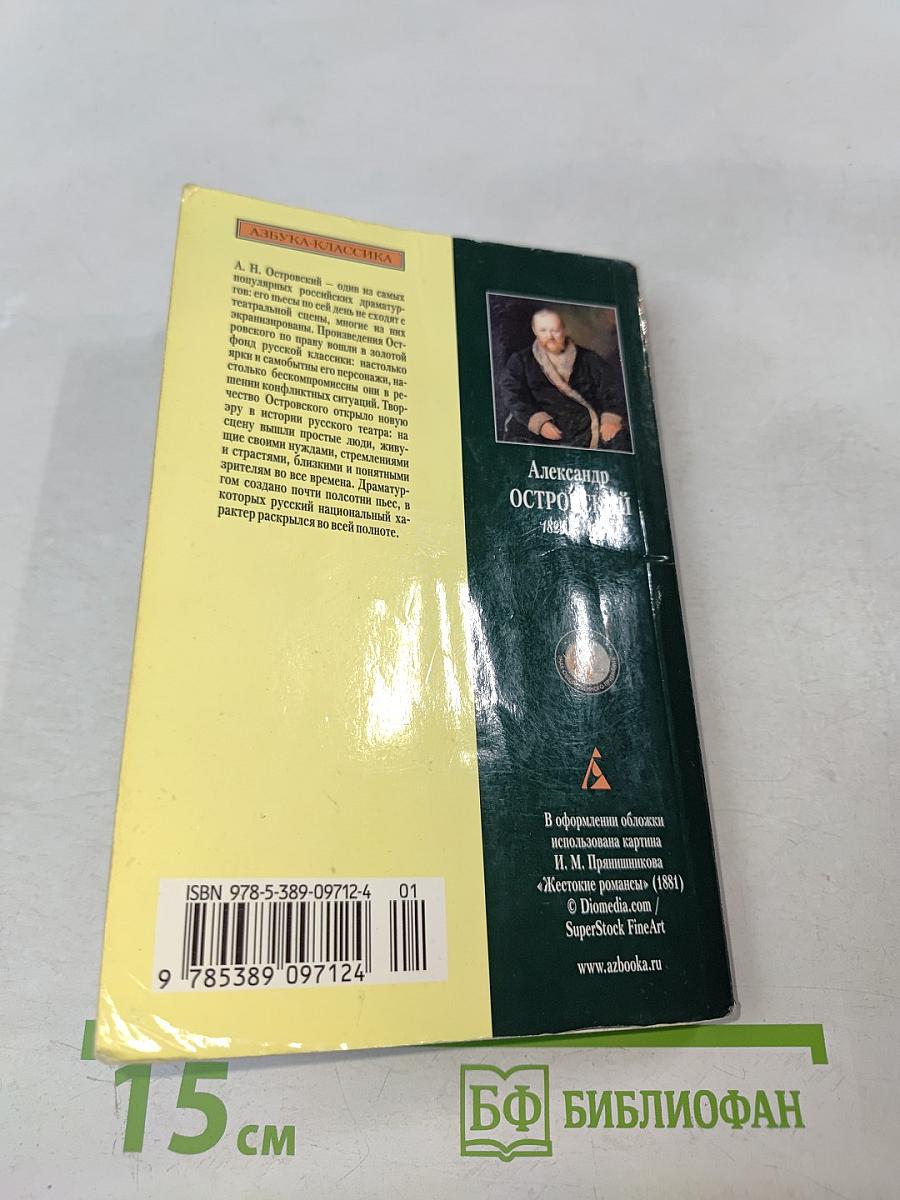 АЗБУКА-КЛАССИКА
А. Н. Островский – один из самых
популярных российских драматур-
гов: его пьесы по сей день не сходят с
театральной сцены, многие из них
экранизированы. Произведения Ост-
ровского по праву вошли в золотой
фонд русской классики: настолько
ярки и самобытны его персонажи, на-
столько бескомпромиссны они в ре-
шении конфликтных ситуаций. Твор-
чество Островского открыло новую
эру в истории русского театра: на
сцену вышли простые люди, живу-
щие своими нуждами, стремлениями
и страстями, близкими и понятными
зрителям во все времена. Драматур-
гом создано почти полсотни пьес, в
которых русский национальный ха-
рактер раскрылся во всей полноте.
Александр
ОСТРОВСКИЙ
В оформлении обложки
использована картина
И. М. Прянишникова
«Жестокие романсы» (1881)
© Diomedia.com /
SuperStock FineArt
www.azbooka.ru
ISBN 978-5-389-09712-4
01
9 785389 097124
15 см
БФ БИБЛИОФАН